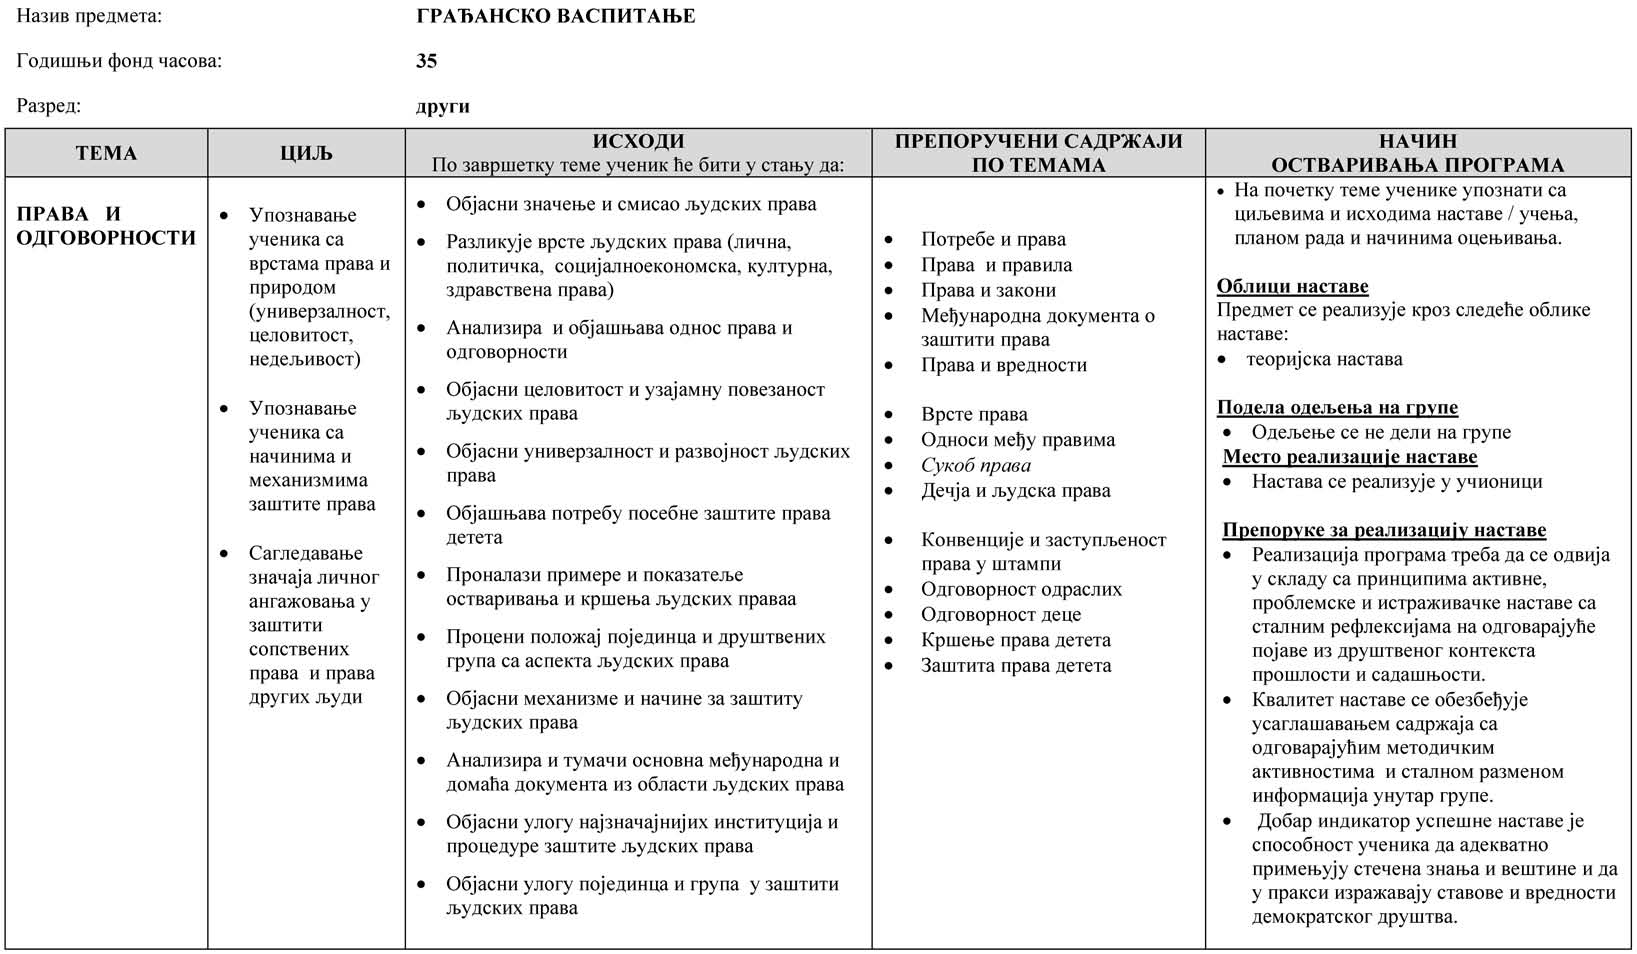 Назив предмета: ГРАЂАНСКО ВАСПИТАЊЕ
Годишњи фонд часова: 35
Разред: други
ТЕМА
ЦИЉ
ИСХОДИ
По завршетку теме ученик ће бити у стању да:
ПРЕПОРУЧЕНИ САДРЖАЈИ
ПО ТЕМАМА
НАЧИН
ОСТВАРИВАЊА ПРОГРАМА
ПРАВА И
ОДГОВОРНОСТИ
• Упознавање
ученика са
врстама права и
природом
(универзалност,
целовитост,
недељивост)
• Упознавање
ученика са
начинима и
механизмима
заштите права
• Сагледавање
значаја личног
ангажовања у
заштити
сопствених
права и права
других људи
• Објасни значење и смисао људских права
• Разликује врсте људских права (лична,
политичка, социјалноекономска, културна,
здравствена права)
• Анализира и објашњава однос права и
одговорности
• Објасни целовитост и узајамну повезаност
људских права
• Објасни универзалност и развојност људских
права
• Објашњава потребу посебне заштите права
детета
• Проналази примере и показатеље
остваривања и кршења људских праваа
• Процени положај појединца и друштвених
група са аспекта људских права
• Објасни механизме и начине за заштиту
људских права
• Анализира и тумачи основна међународна и
домаћа документа из области људских права
• Објасни улогу најзначајнијих институција и
процедуре заштите људских права
• Објасни улогу појединца и група у заштити
људских права
• Потребе и права
• Права и правила
• Права и закони
• Међународна документа о
заштити права
• Права и вредности
• Врсте права
• Односи међу правима
• Сукоб права
• Дечја и људска права
• Конвенције и заступљеност
права у штампи
• Одговорност одраслих
• Одговорност деце
• Кршење права детета
• Заштита права детета
• На почетку теме ученике упознати са
циљевима и исходима наставе / учења,
планом рада и начинима оцењивања.
Облици наставе
Предмет се реализује кроз следеће облике
наставе:
• теоријска настава
Подела одељења на групе
• Одељење се не дели на групе
Место реализације наставе
• Настава се реализује у учионици
Препоруке за реализацију наставе
• Реализација програма треба да се одвија
у складу са принципима активне,
проблемске и истраживачке наставе са
сталним рефлексијама на одговарајуће
појаве из друштвеног контекста
прошлости и садашњости.
• Квалитет наставе се обезбеђује
усаглашавањем садржаја са
одговарајућим методичким
активностима и сталном разменом
информација унутар групе.
• Добар индикатор успешне наставе је
способност ученика да адекватно
примењују стечена знања и вештине и да
у пракси изражавају ставове и вредности
демократског друштва.